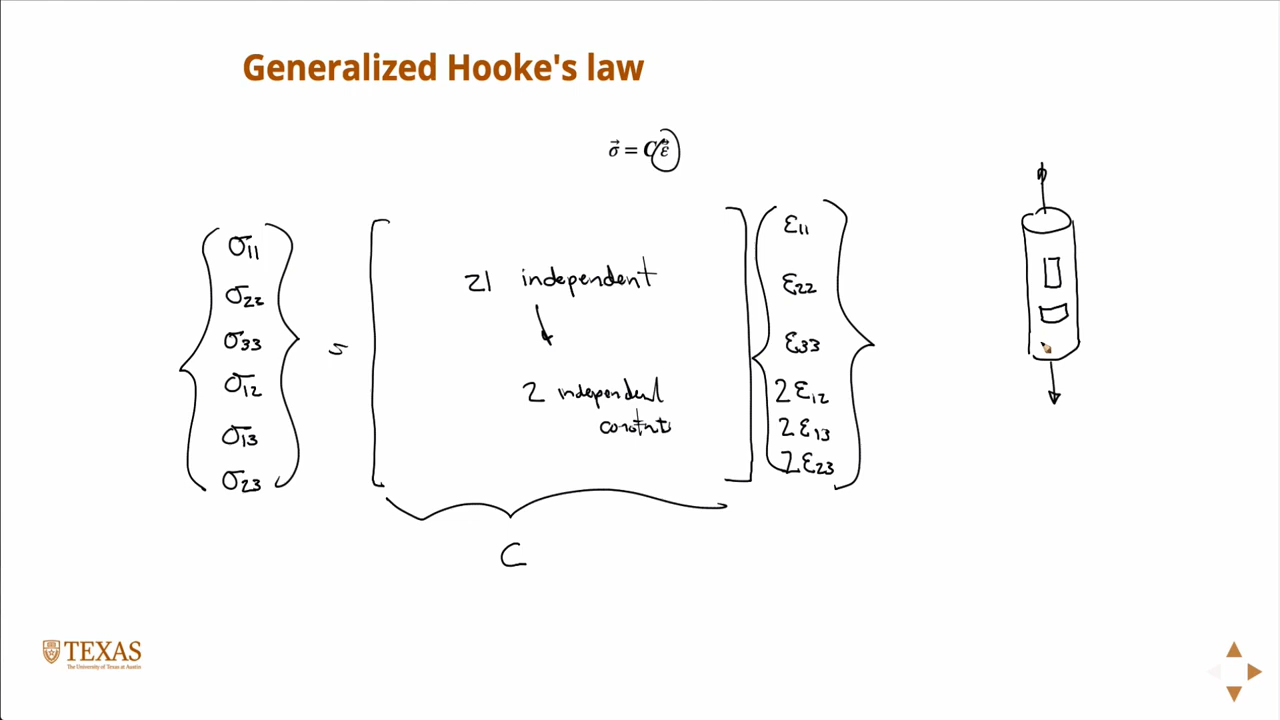 Generalized Hooke's law
σ⃗ = Cε⃗
σ11
σ22
σ33
σ12
σ13
σ23
=
21 independent
2 independent
constants
ε11
ε22
ε33
2ε12
2ε13
2ε23
C
TEXAS
The University of Texas at Austin